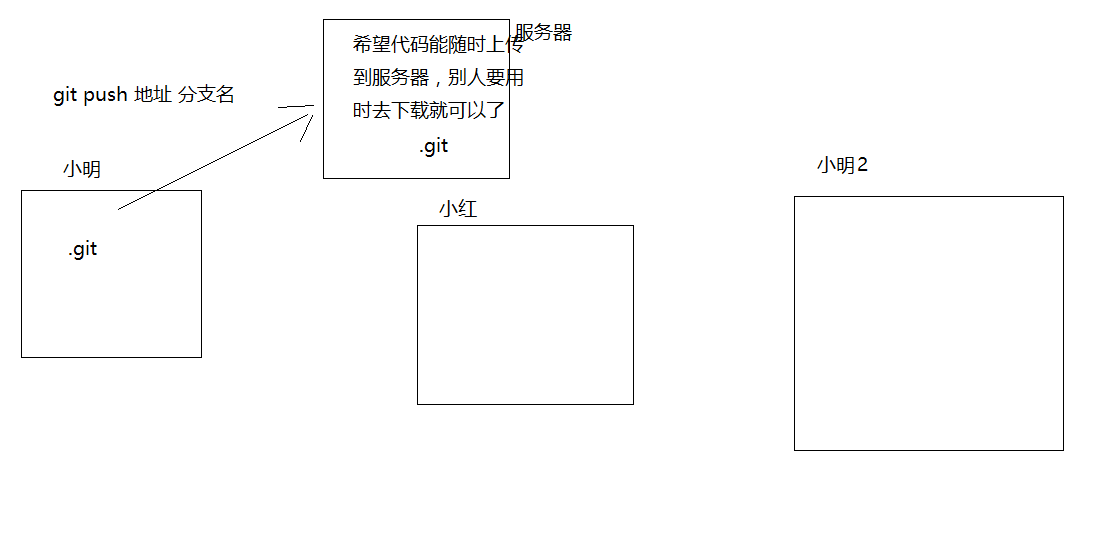 服务器
希望代码能随时上传
到服务器，别人要用
时去下载就可以了
.git
git push 地址 分支名
小明
.git
小红
小明2